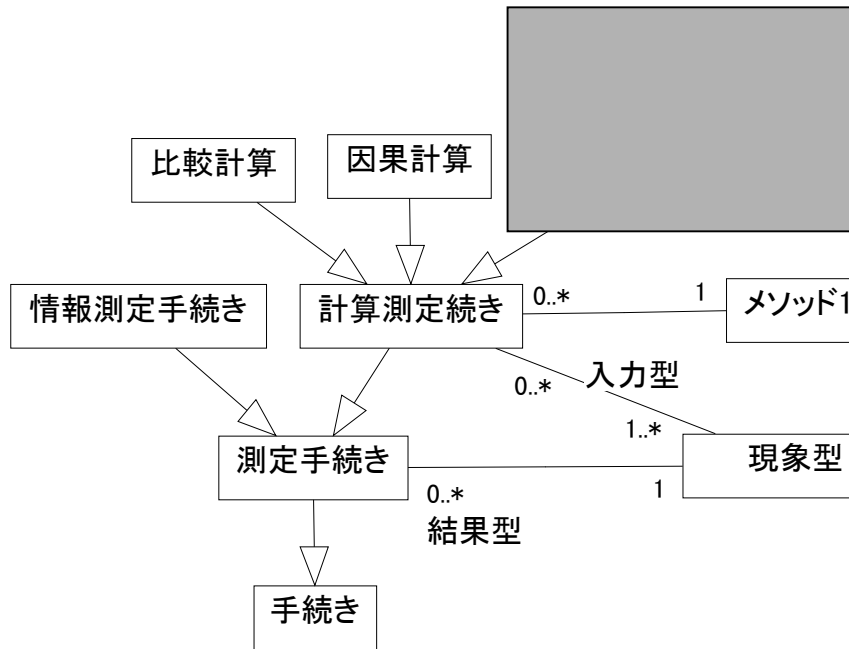 比較計算
因果計算
情報測定手続き
計算測定続き
0..*
1
メソッド1
0..*
入力型
1..*
測定手続き
現象型
0..*
1
結果型
手続き